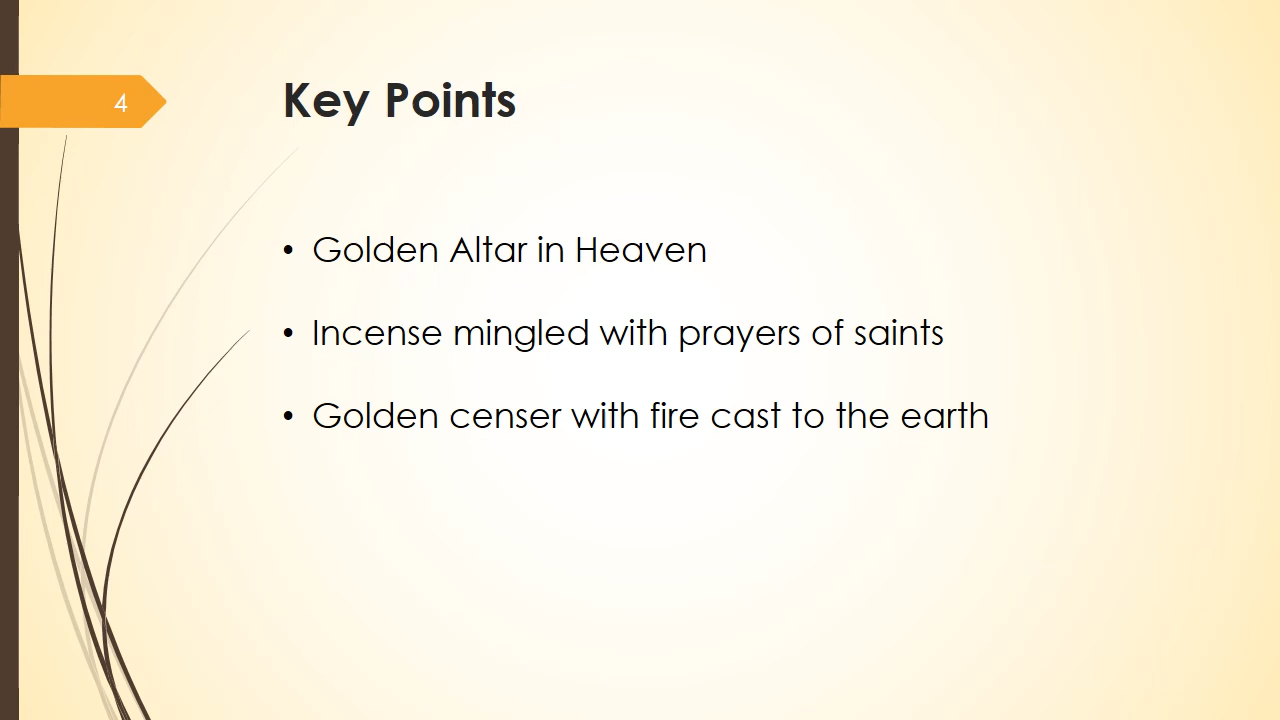 4
Key Points
• Golden Altar in Heaven
• Incense mingled with prayers of saints
• Golden censer with fire cast to the earth